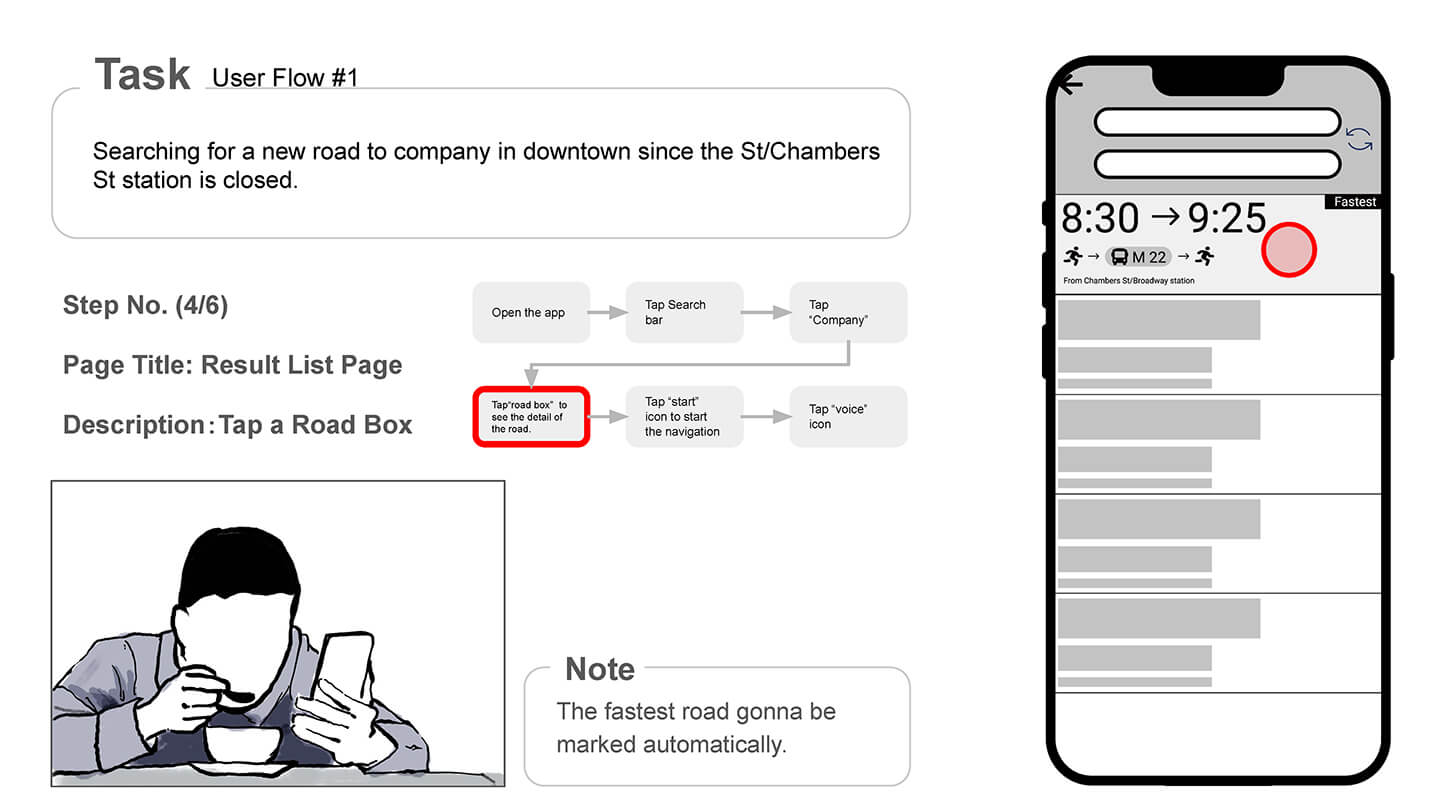 Task User Flow #1
Searching for a new road to company in downtown since the St/Chambers
St station is closed.
Step No. (4/6)
Page Title: Result List Page
Description:Tap a Road Box
Open the app
Tap Search
bar
Tap
“Company”
Tap“road box” to
see the detail of
the road.
Tap “start”
icon to start
the navigation
Tap “voice”
icon
Note
The fastest road gonna be
marked automatically.
Fastest
8:30 → 9:25
→ M 22 →
From Chambers St/Broadway station